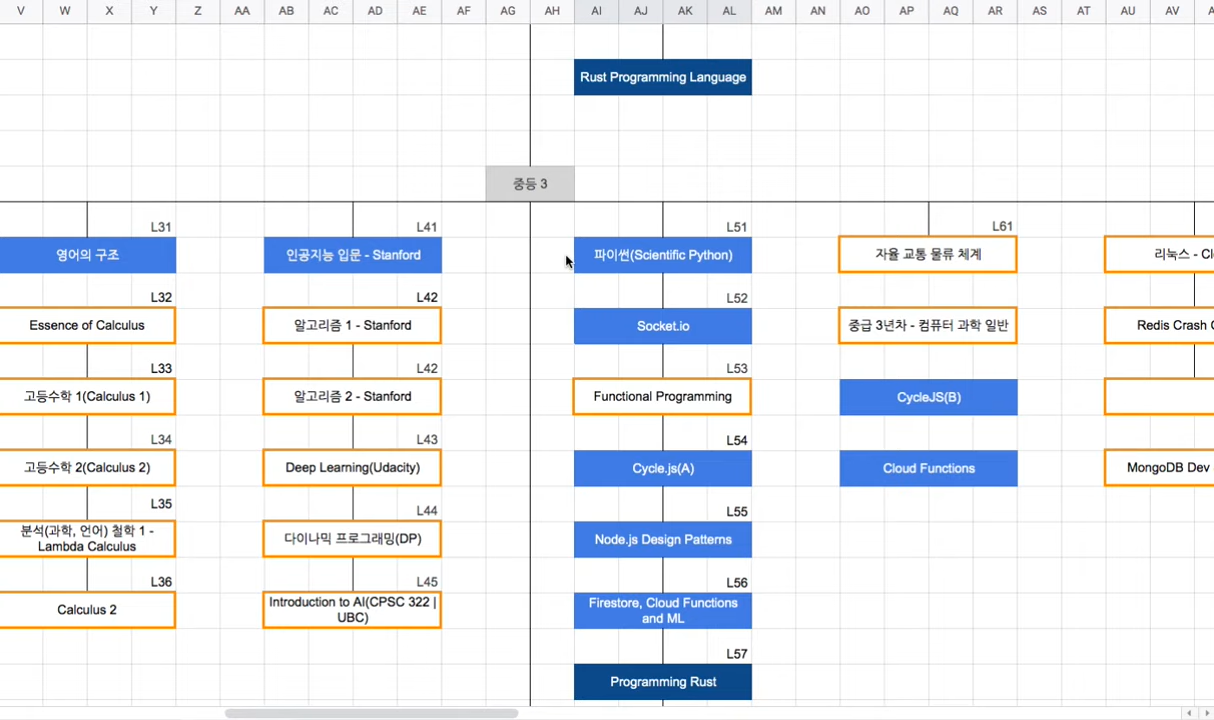 V W X Y Z AA AB AC AD AE AF AG AH AI AJ AK AL AM AN AO AP AQ AR AS AT AU AV
Rust Programming Language
중등 3
L31 L41 L51 L61
영어의 구조 인공지능 입문 - Stanford 파이썬(Scientific Python) 자율 교통 물류 체계 리눅스 -
L32 L42 L52
Essence of Calculus 알고리즘 1 - Stanford Socket.io 중급 3년차 - 컴퓨터 과학 일반 Redis Crash
L33 L42 L53
고등수학 1(Calculus 1) 알고리즘 2 - Stanford Functional Programming CycleJS(B)
L34 L43 L54
고등수학 2(Calculus 2) Deep Learning(Udacity) Cycle.js(A) Cloud Functions MongoDB Dev
L35 L44 L55
분석(과학, 언어) 철학 1 -
Lambda Calculus
다이나믹 프로그래밍(DP) Node.js Design Patterns
L36 L45 L56
Calculus 2
Introduction to AI(CPSC 322 |
UBC)
Firestore, Cloud Functions
and ML
L57
Programming Rust